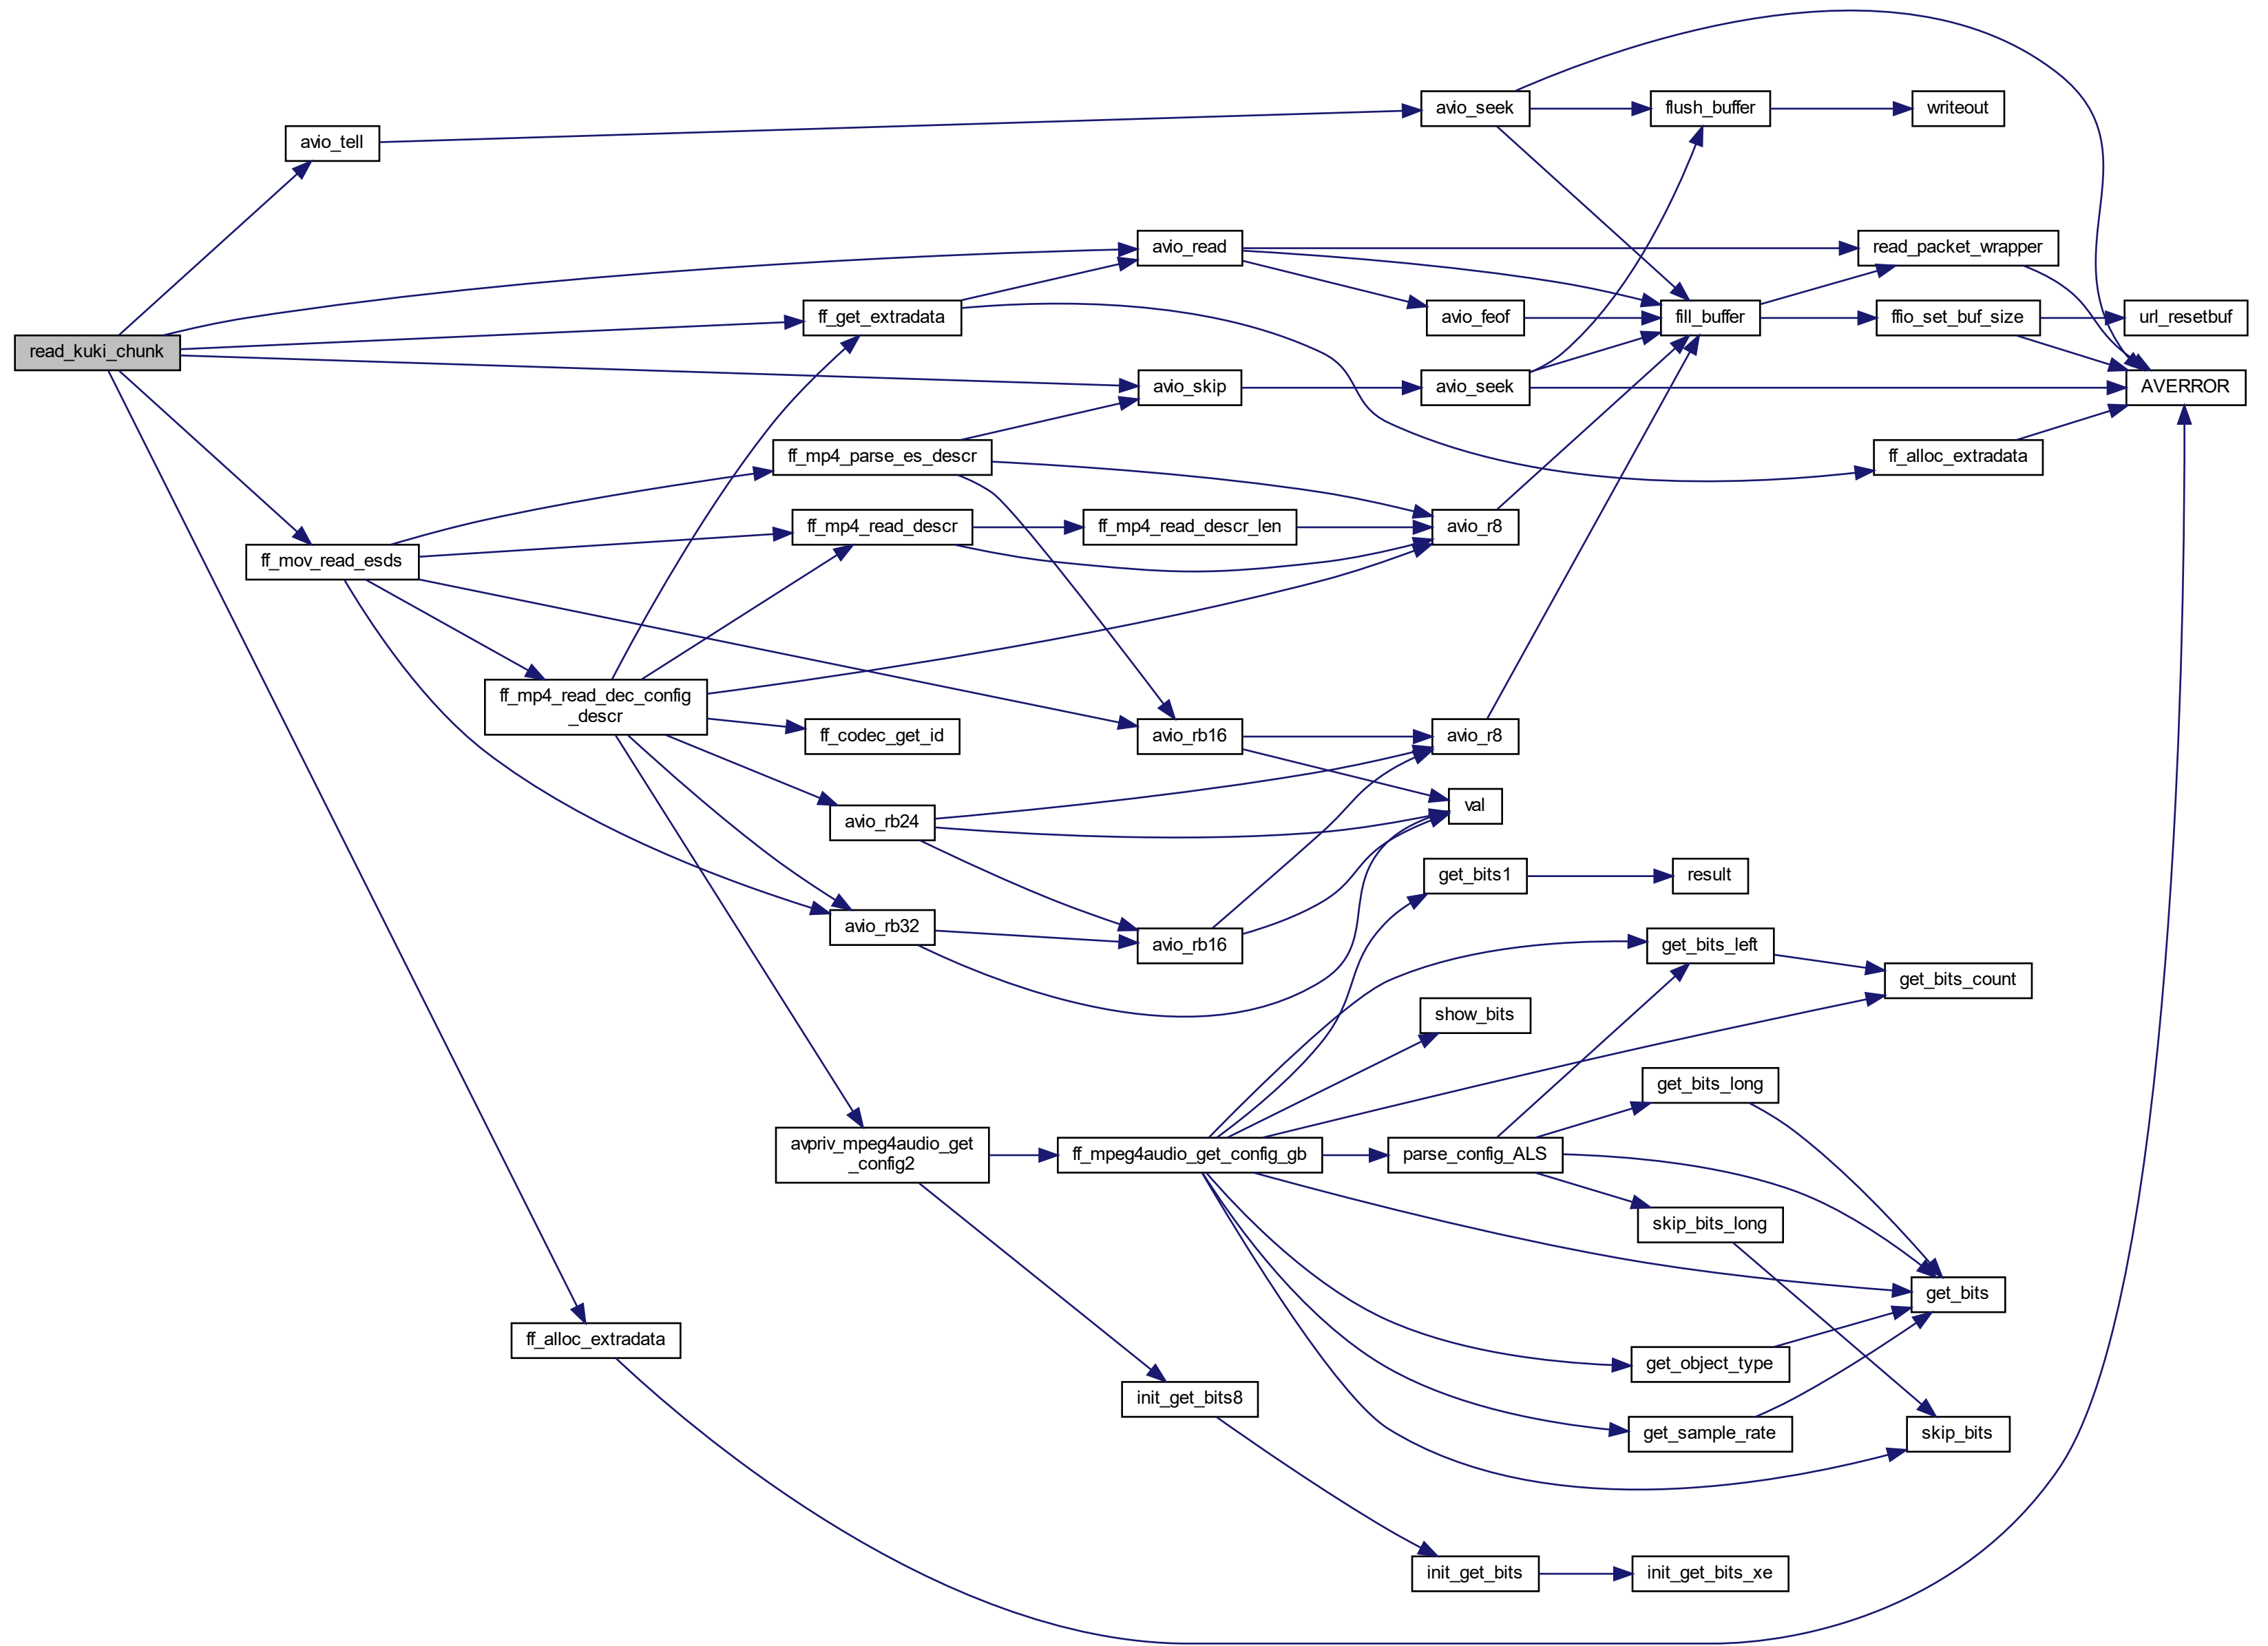 avio_seek
flush_buffer
writeout
avio_tell
avio_read
read_packet_wrapper
ff_get_extradata
avio_feof
fill_buffer
ffio_set_buf_size
url_resetbuf
read_kuki_chunk
avio_skip
avio_seek
AVERROR
ff_mp4_parse_es_descr
ff_alloc_extradata
ff_mp4_read_descr
ff_mp4_read_descr_len
avio_r8
ff_mov_read_esds
ff_mp4_read_dec_config
_descr
ff_codec_get_id
avio_rb16
avio_r8
avio_rb24
val
get_bits1
result
avio_rb32
avio_rb16
get_bits_left
get_bits_count
show_bits
get_bits_long
avpriv_mpeg4audio_get
_config2
ff_mpeg4audio_get_config_gb
parse_config_ALS
skip_bits_long
get_bits
ff_alloc_extradata
get_object_type
init_get_bits8
get_sample_rate
skip_bits
init_get_bits
init_get_bits_xe